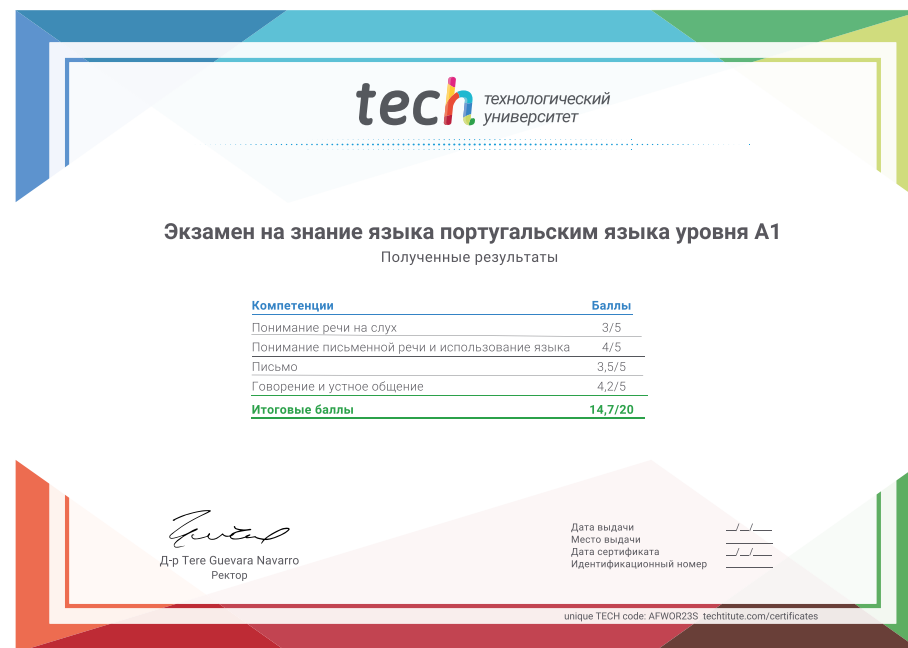 tech технологический
университет
Экзамен на знание языка португальским языка уровня А1
Полученные результаты
Компетенции Баллы
Понимание речи на слух 3/5
Понимание письменной речи и использование языка 4/5
Письмо 3,5/5
Говорение и устное общение 4,2/5
Итоговые баллы 14,7/20
Д-р Tere Guevara Navarro
Ректор
Дата выдачи __/__/____
Место выдачи ________
Дата сертификата __/__/____
Идентификационный номер ________
unique TECH code: AFWOR23S techtitute.com/certificates